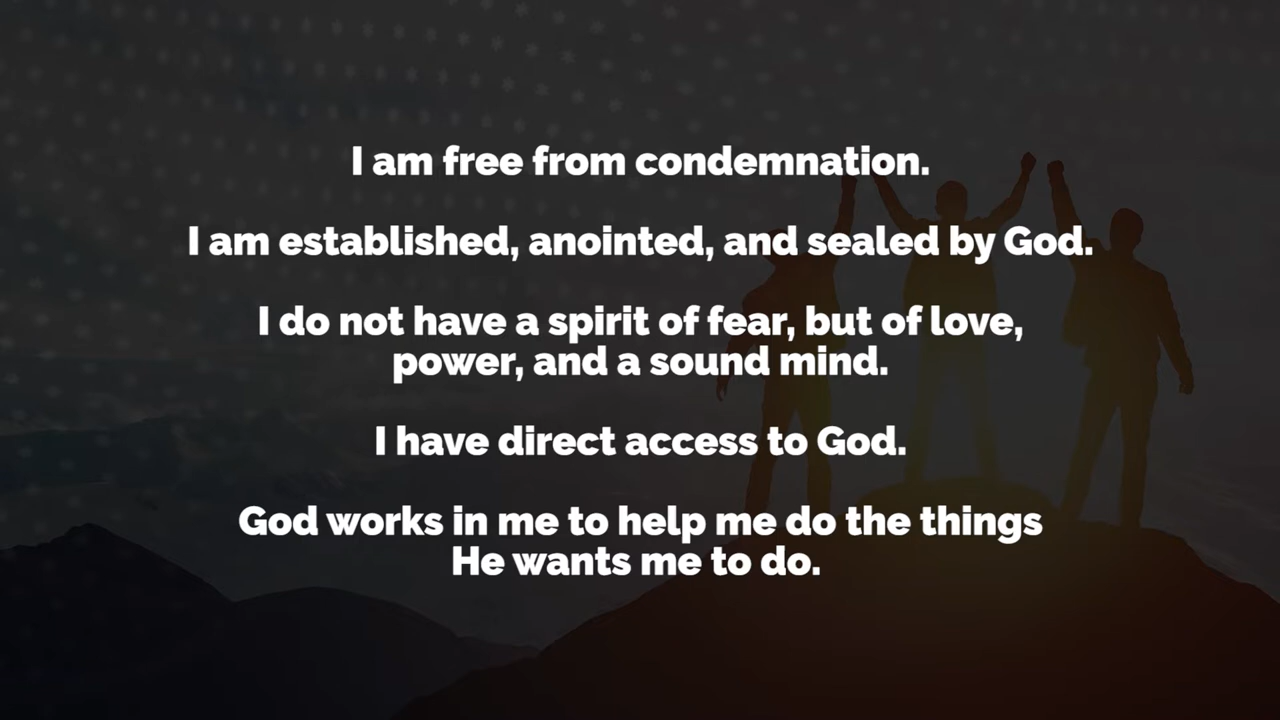 I am free from condemnation.
I am established, anointed, and sealed by God.
I do not have a spirit of fear, but of love,
power, and a sound mind.
I have direct access to God.
God works in me to help me do the things
He wants me to do.